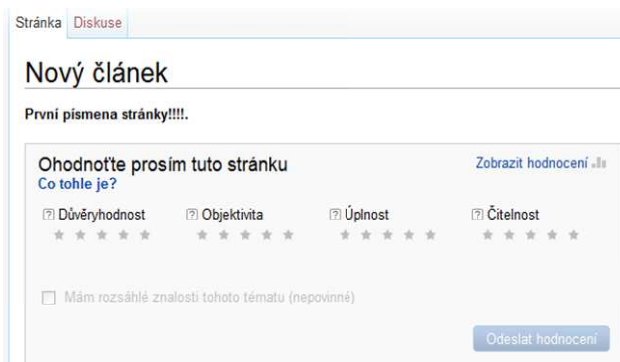 Stránka Diskuse
Nový článek
První písmena stránky!!!!.
Ohodnoťte prosím tuto stránku Zobrazit hodnocení
Co tohle je?
? Důvěryhodnost ? Objektivita ? Úplnost ? Čitelnost
Mám rozsáhlé znalosti tohoto tématu (nepovinné)
Odeslat hodnocení